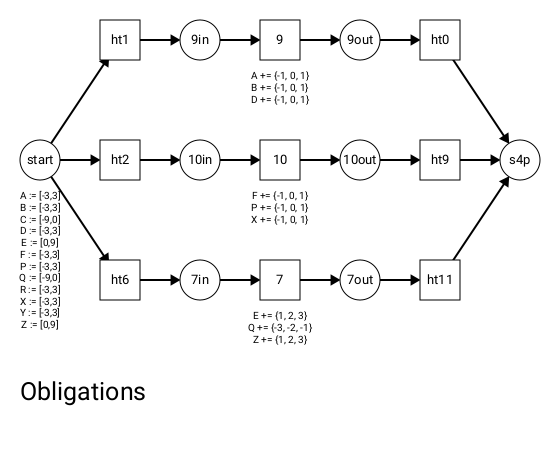 ht1 9in 9 9out ht0
A += {-1, 0, 1}
B += {-1, 0, 1}
D += {-1, 0, 1}
start ht2 10in 10 10out ht9 s4p
A := [-3,3]
B := [-3,3]
C := [-9,0]
D := [-3,3]
E := [0,9]
F := [-3,3]
P := [-3,3]
Q := [-9,0]
R := [-3,3]
X := [-3,3]
Y := [-3,3]
Z := [0,9]
F += {-1, 0, 1}
P += {-1, 0, 1}
X += {-1, 0, 1}
ht6 7in 7 7out ht11
E += {1, 2, 3}
Q += {-3, -2, -1}
Z += {1, 2, 3}
Obligations